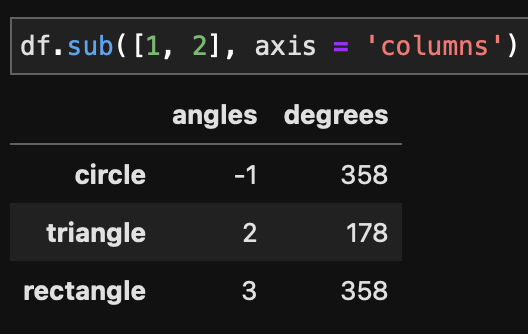 df.sub([1, 2], axis = 'columns')
angles degrees
circle -1 358
triangle 2 178
rectangle 3 358